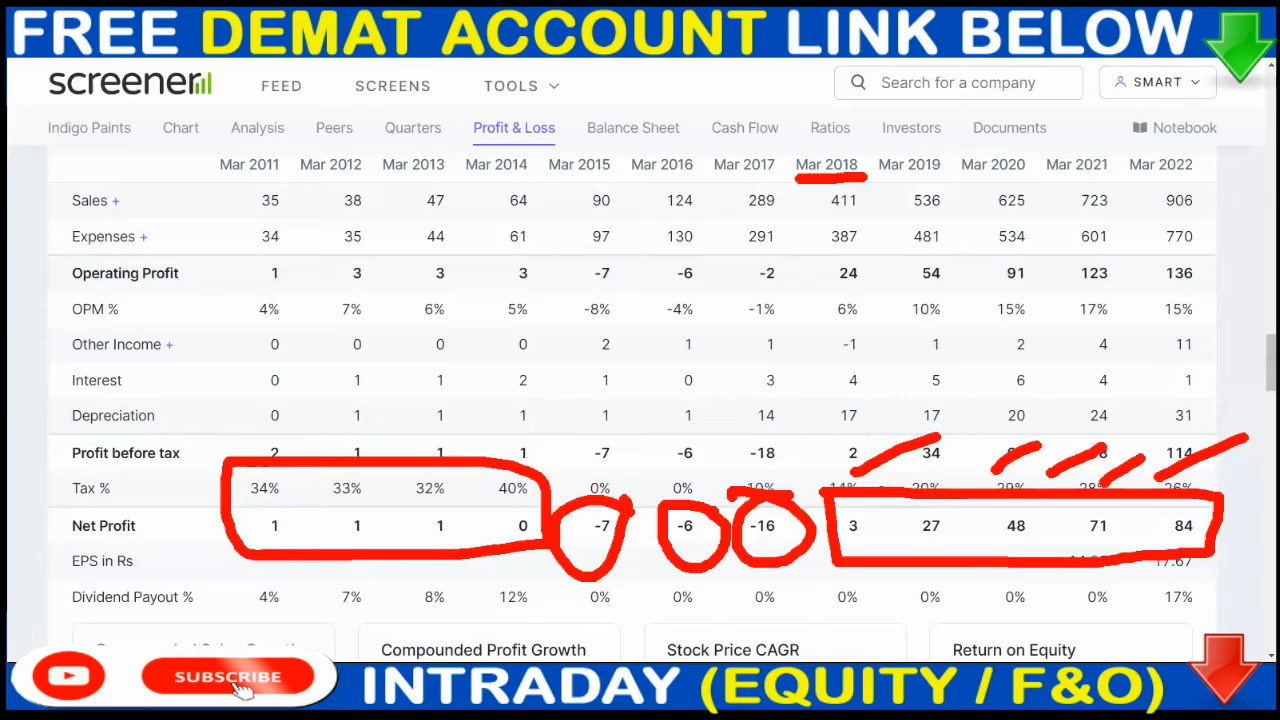 FREE DEMAT ACCOUNT LINK BELOW
screener FEED SCREENS TOOLS Search for a company SMART
Indigo Paints Chart Analysis Peers Quarters Profit & Loss Balance Sheet Cash Flow Ratios Investors Documents Notebook
Mar 2011 Mar 2012 Mar 2013 Mar 2014 Mar 2015 Mar 2016 Mar 2017 Mar 2018 Mar 2019 Mar 2020 Mar 2021 Mar 2022
Sales + 35 38 47 64 90 124 289 411 536 625 723 906
Expenses + 34 35 44 61 97 130 291 387 481 534 601 770
Operating Profit 1 3 3 3 -7 -6 -2 24 54 91 123 136
OPM % 4% 7% 6% 5% -8% -4% -1% 6% 10% 15% 17% 15%
Other Income + 0 0 0 0 2 1 1 -1 1 2 4 11
Interest 0 1 1 2 1 0 3 4 5 6 4 1
Depreciation 0 1 1 1 1 1 14 17 17 20 24 31
Profit before tax 2 1 1 1 -7 -6 -18 2 34 114
Tax % 34% 33% 32% 40% 0% 0% 10% 14% 20% 29% 28% 26%
Net Profit 1 1 1 0 -7 -6 -16 3 27 48 71 84
EPS in Rs 17.67
Dividend Payout % 4% 7% 8% 12% 0% 0% 0% 0% 0% 0% 0% 17%
Compounded Profit Growth Stock Price CAGR Return on Equity
SUBSCRIBE INTRADAY (EQUITY / F&O)